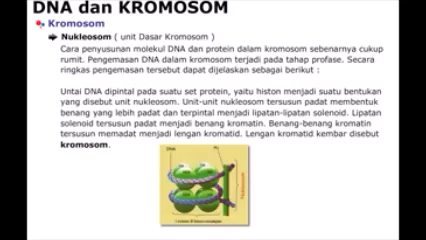 DNA dan KROMOSOM
Kromosom
Nukleosom ( unit Dasar Kromosom )
Cara penyusunan molekul DNA dan protein dalam kromosom sebenarnya cukup
rumit. Pengemasan DNA dalam kromosom terjadi pada tahap profase. Secara
ringkas pengemasan tersebut dapat dijelaskan sebagai berikut :
Untai DNA dipintal pada suatu set protein, yaitu histon menjadi suatu bentukan
yang disebut unit nukleosom. Unit-unit nukleosom tersusun padat membentuk
benang yang lebih padat dan terpintal menjadi lipatan-lipatan solenoid. Lipatan
solenoid tersusun padat menjadi benang kromatin. Benang-benang kromatin
tersusun memadat menjadi lengan kromatid. Lengan kromatid kembar disebut
kromosom.
DNA
Nukleosom